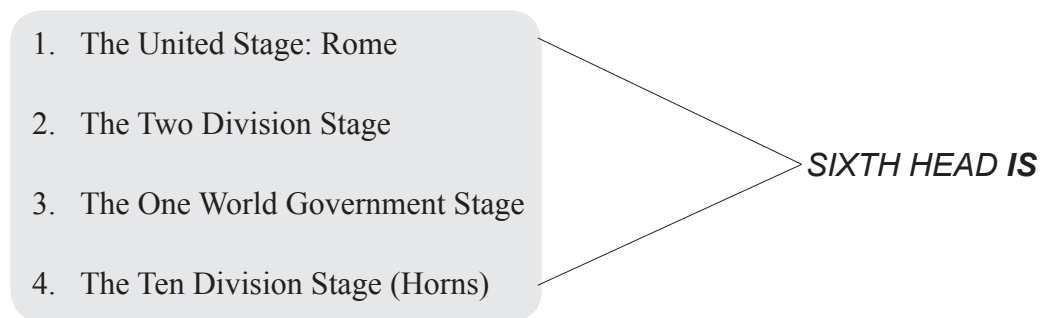 1. The United Stage: Rome
2. The Two Division Stage
3. The One World Government Stage
4. The Ten Division Stage (Horns)
SIXTH HEAD IS